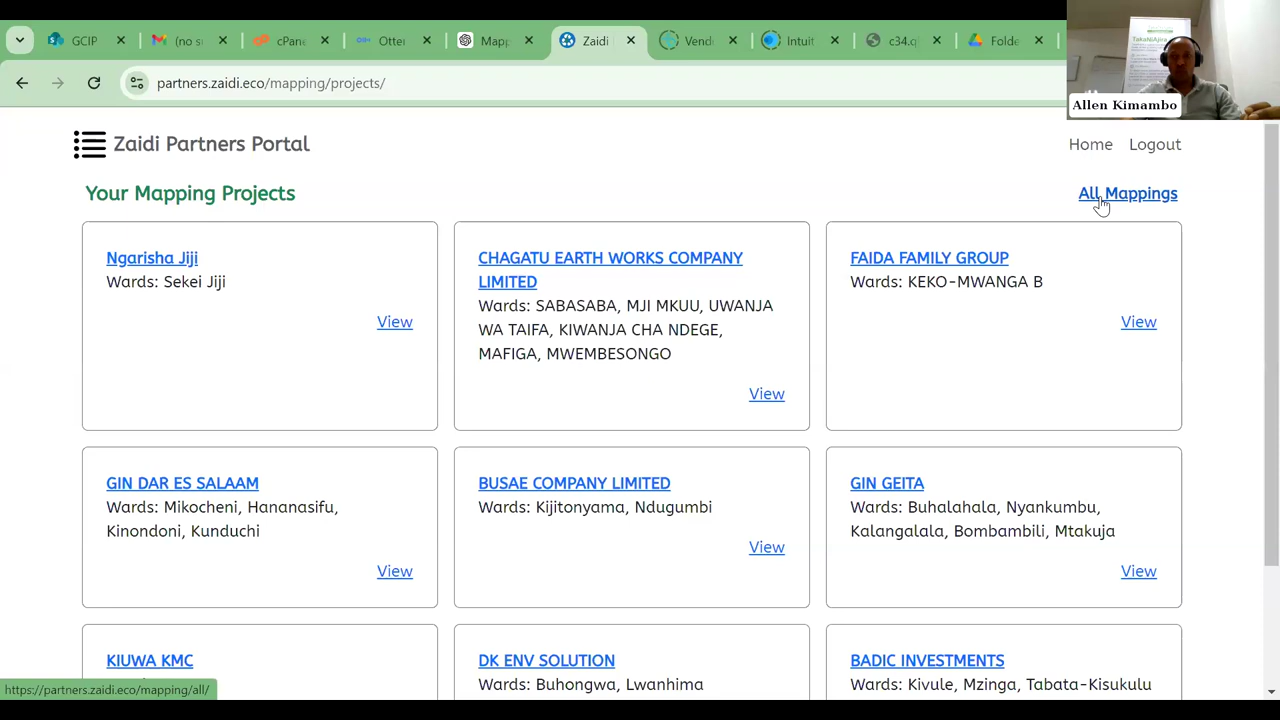 GCIP
(no s
cPane
Otter
Mapp
Zaidi
Vend
Intuit
c34.q
Folde
partners.zaidi.eco/mapping/projects/
TakaNiAjira
Allen Kimambo
Zaidi Partners Portal
Home
Logout
Your Mapping Projects
All Mappings
Ngarisha Jiji
Wards: Sekei Jiji
View
CHAGATU EARTH WORKS COMPANY
LIMITED
Wards: SABASABA, MJI MKUU, UWANJA
WA TAIFA, KIWANJA CHA NDEGE,
MAFIGA, MWEMBESONGO
View
FAIDA FAMILY GROUP
Wards: KEKO-MWANGA B
View
GIN DAR ES SALAAM
Wards: Mikocheni, Hananasifu,
Kinondoni, Kunduchi
View
BUSAE COMPANY LIMITED
Wards: Kijitonyama, Ndugumbi
View
GIN GEITA
Wards: Buhalahala, Nyankumbu,
Kalangalala, Bombambili, Mtakuja
View
KIUWA KMC
DK ENV SOLUTION
Wards: Buhongwa, Lwanhima
BADIC INVESTMENTS
Wards: Kivule, Mzinga, Tabata-Kisukulu
https://partners.zaidi.eco/mapping/all/